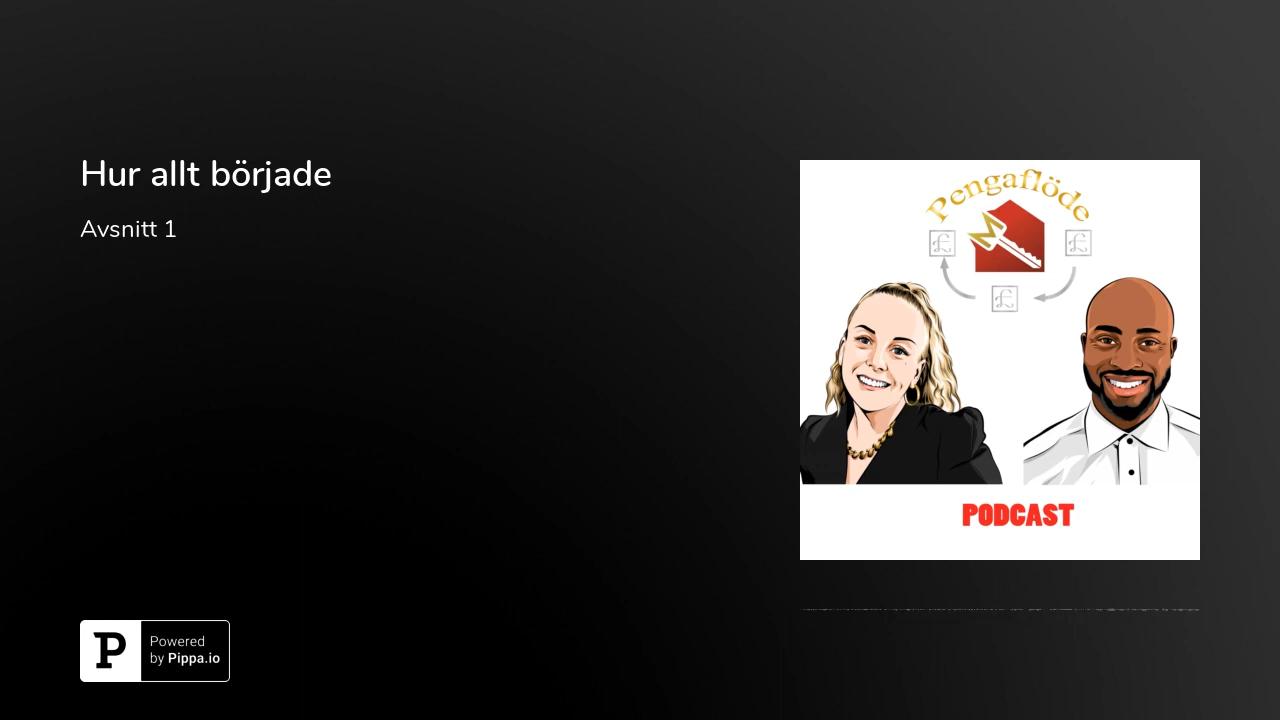 Hur allt började
Avsnitt 1
Pengaflöde
£ £
£
PODCAST
P
Powered
by Pippa.io